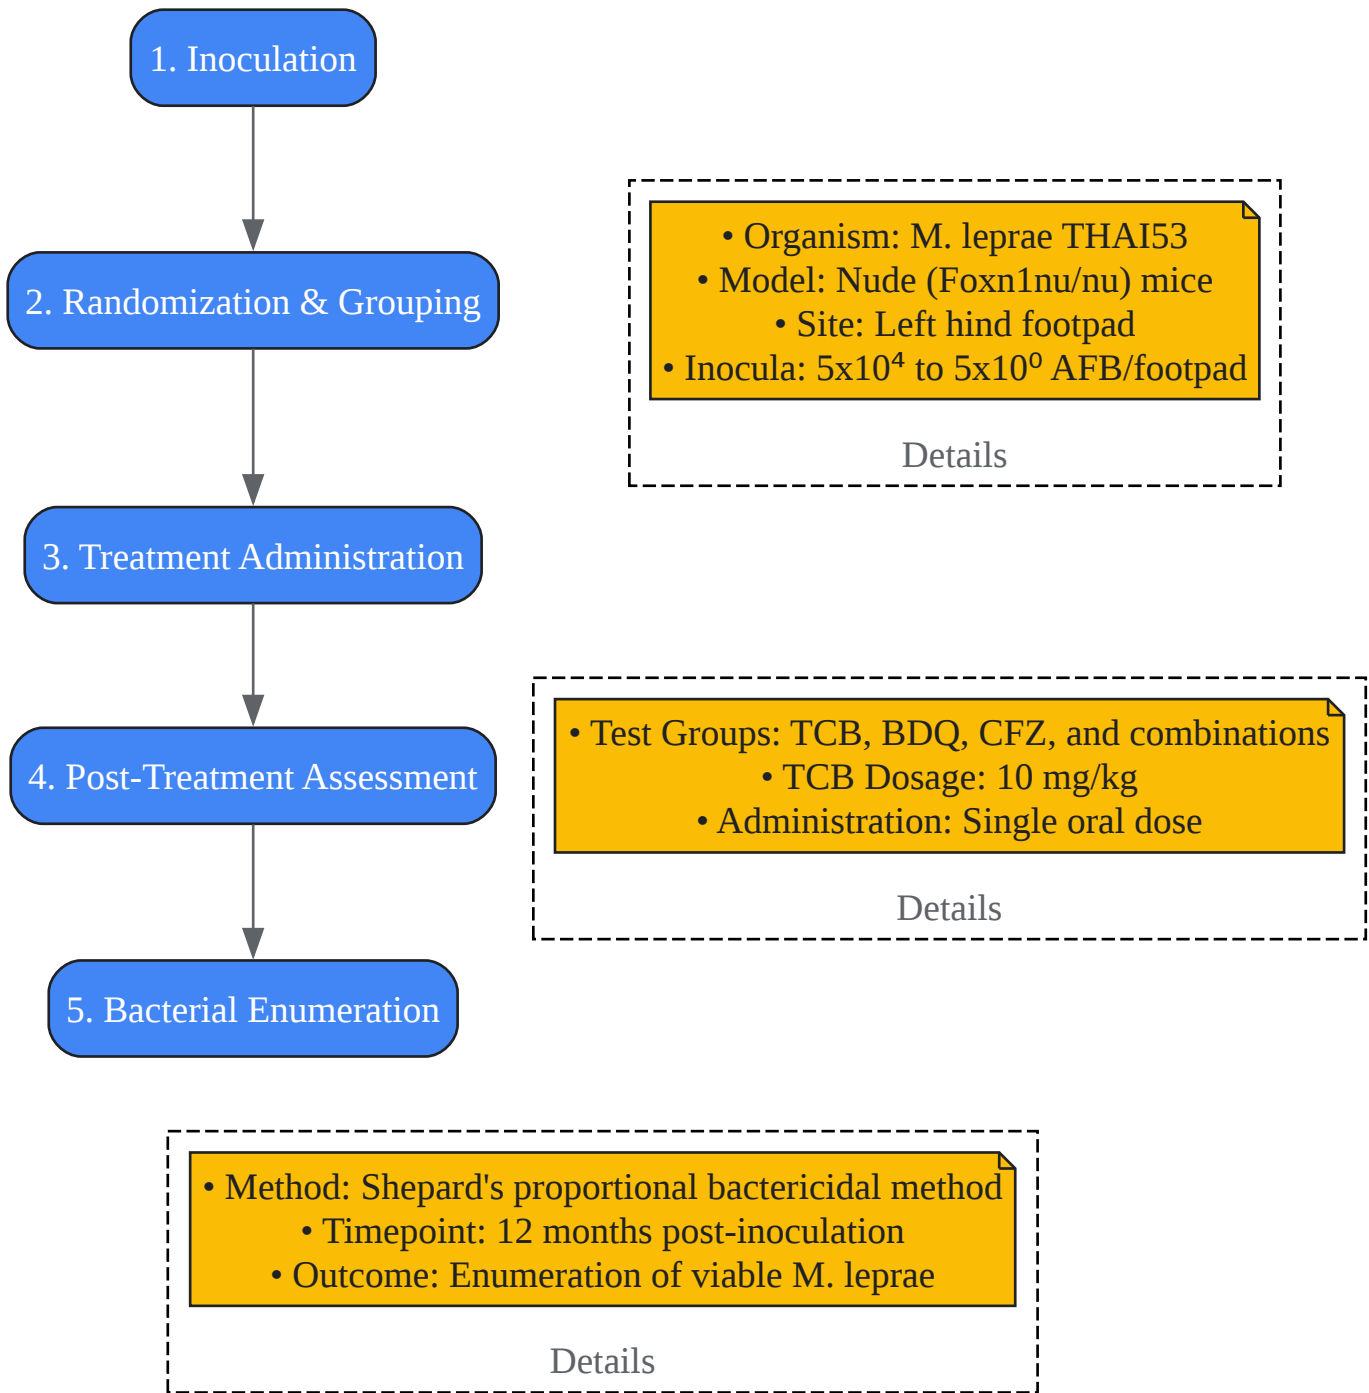 1. Inoculation
2. Randomization & Grouping
• Organism: M. leprae THAI53
• Model: Nude (Foxn1nu/nu) mice
• Site: Left hind footpad
• Inocula: 5x10⁴ to 5x10⁰ AFB/footpad
Details
3. Treatment Administration
4. Post-Treatment Assessment
• Test Groups: TCB, BDQ, CFZ, and combinations
• TCB Dosage: 10 mg/kg
• Administration: Single oral dose
Details
5. Bacterial Enumeration
• Method: Shepard's proportional bactericidal method
• Timepoint: 12 months post-inoculation
• Outcome: Enumeration of viable M. leprae
Details